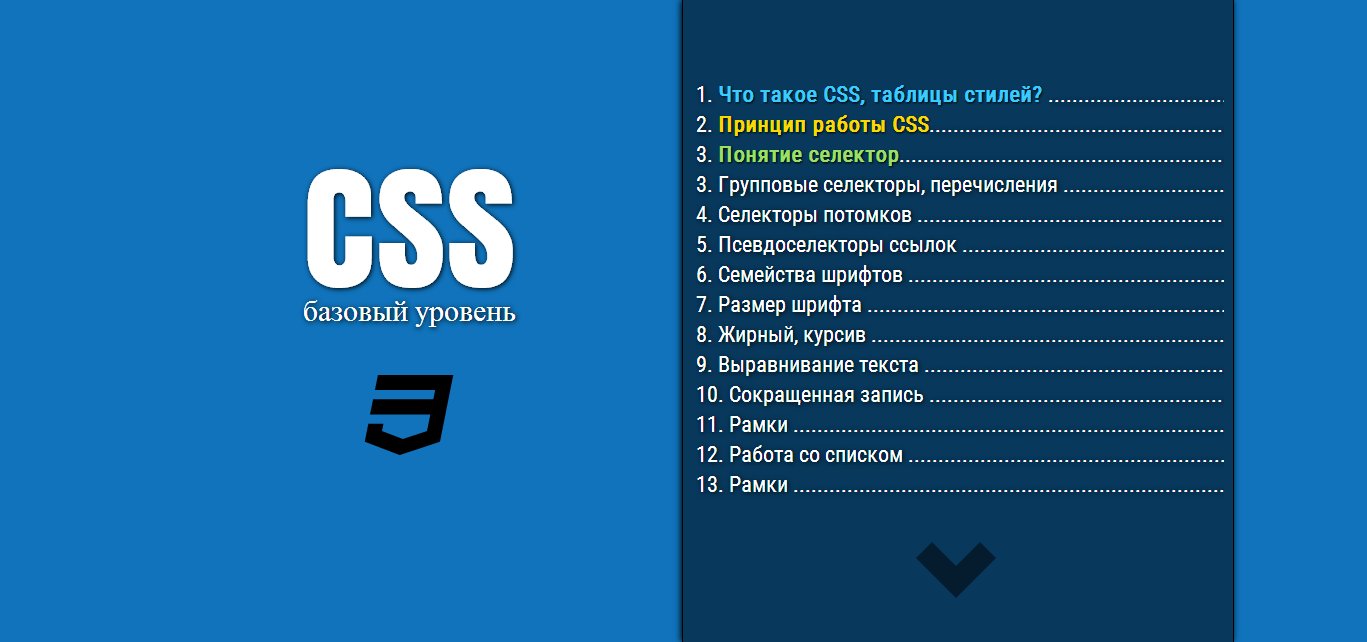 CSS
базовый уровень
1. Что такое CSS, таблицы стилей? ..............................
2. Принцип работы CSS.................................................
3. Понятие селектор......................................................
3. Групповые селекторы, перечисления ...........................
4. Селекторы потомков ...................................................
5. Псевдоселекторы ссылок ............................................
6. Семейства шрифтов .....................................................
7. Размер шрифта ............................................................
8. Жирный, курсив ...........................................................
9. Выравнивание текста ..................................................
10. Сокращенная запись .................................................
11. Рамки ........................................................................
12. Работа со списком .....................................................
13. Рамки ........................................................................